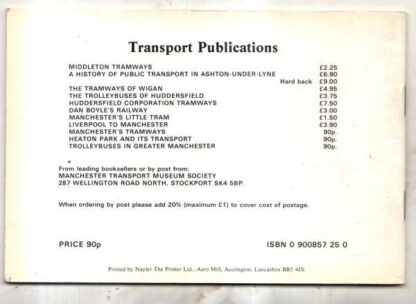 Transport Publications
MIDDLETON TRAMWAYS £2.25
A HISTORY OF PUBLIC TRANSPORT IN ASHTON-UNDER-LYNE £6.90
Hard back £9.00
THE TRAMWAYS OF WIGAN £4.95
THE TROLLEYBUSES OF HUDDERSFIELD £3.75
HUDDERSFIELD CORPORATION TRAMWAYS £7.50
DAN BOYLE'S RAILWAY £3.00
MANCHESTER'S LITTLE TRAM £1.50
LIVERPOOL TO MANCHESTER £3.90
MANCHESTER'S TRAMWAYS 90p.
HEATON PARK AND ITS TRANSPORT 90p.
TROLLEYBUSES IN GREATER MANCHESTER 90p.
From leading booksellers or by post from:
MANCHESTER TRANSPORT MUSEUM SOCIETY
287 WELLINGTON ROAD NORTH, STOCKPORT SK4 5BP.
When ordering by post please add 20% (maximum £1) to cover cost of postage.
PRICE 90p ISBN 0 900857 25 0
Printed by Nayler The Printer Ltd., Aero Mill, Accrington, Lancashire BB5 4JS.